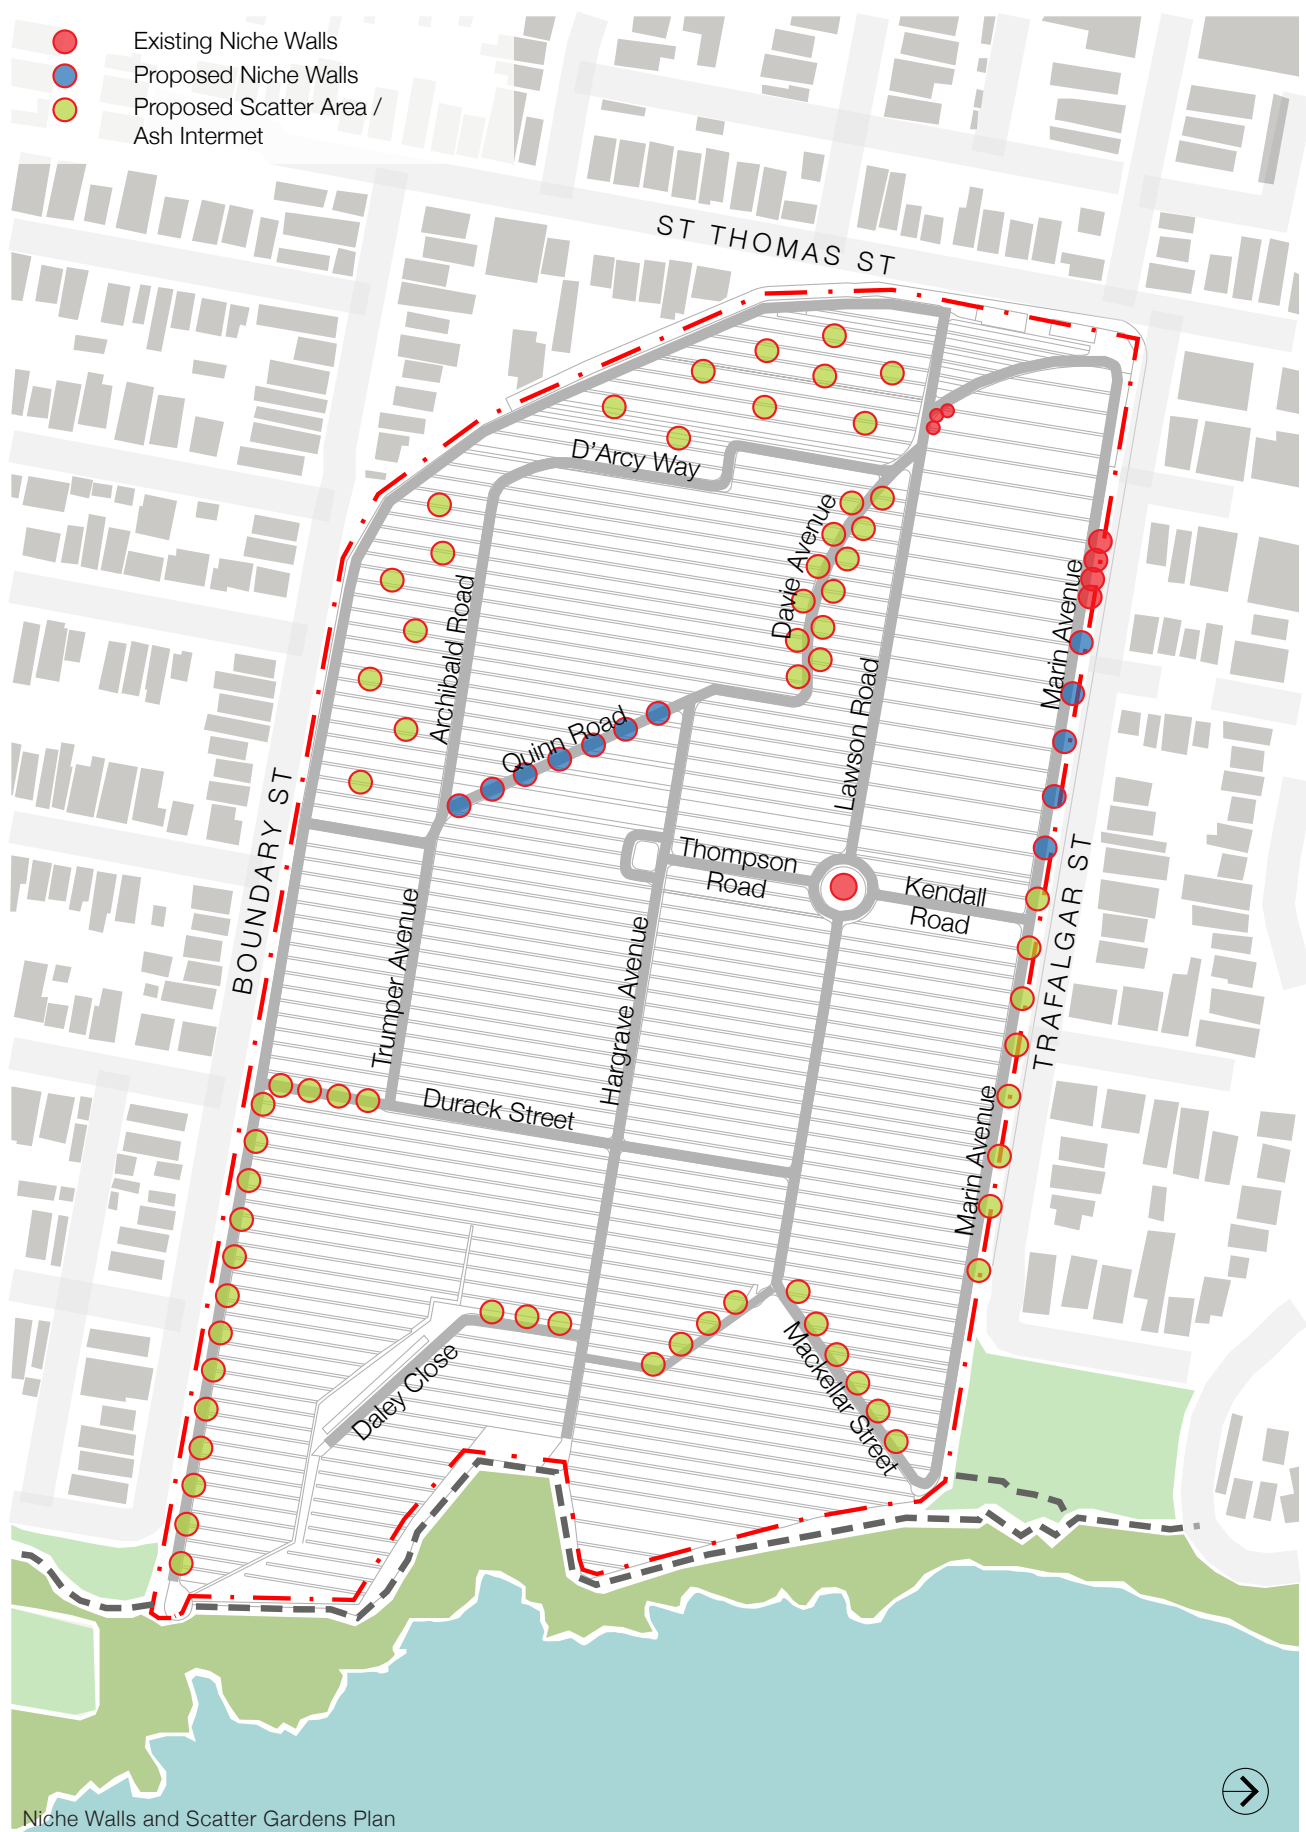 Existing Niche Walls
Proposed Niche Walls
Proposed Scatter Area /
Ash Intermet
ST THOMAS ST
D'Arcy Way
Davie Avenue
Marin Avenue
Archibald Road
Lawson Road
Quinn Road
BOUNDARY ST
Thompson
Road
Kendall
Road
TRAFALGAR ST
Trumper Avenue
Hargrave Avenue
Durack Street
Marin Avenue
Mackellar Street
Daley Close
Niche Walls and Scatter Gardens Plan